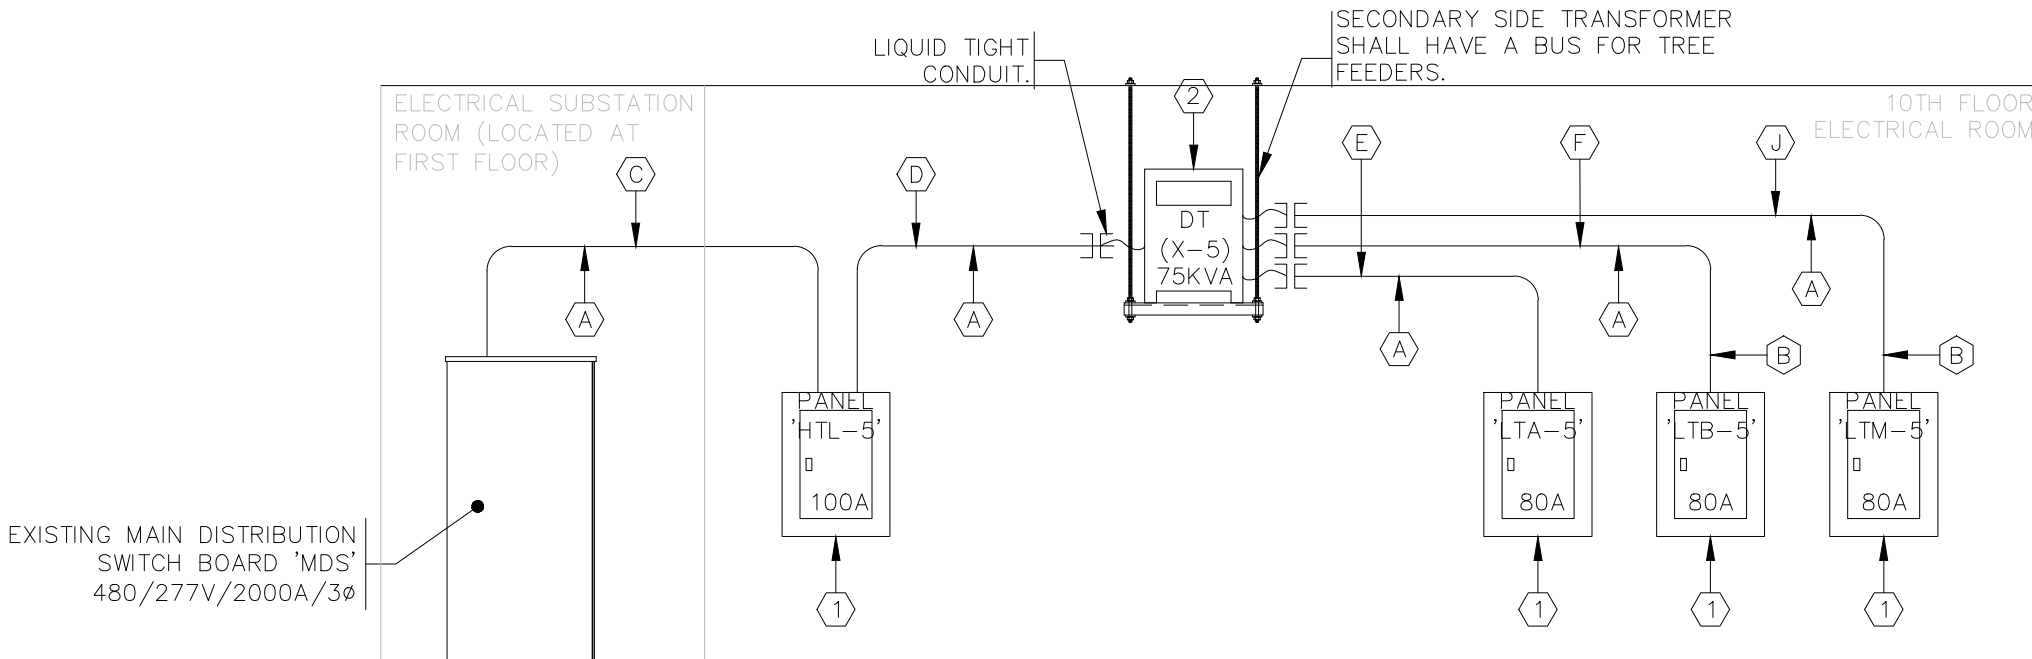 SECONDARY SIDE TRANSFORMER
SHALL HAVE A BUS FOR TREE
FEEDERS.
LIQUID TIGHT
CONDUIT.
ELECTRICAL SUBSTATION
ROOM (LOCATED AT
FIRST FLOOR)
10TH FLOOR
ELECTRICAL ROOM
2
E
F
J
C
D
DT
(X-5)
75KVA
A
A
A
A
A
B
B
PANEL
'HTL-5'
100A
PANEL
'LTA-5'
80A
PANEL
'LTB-5'
80A
PANEL
'LTM-5'
80A
EXISTING MAIN DISTRIBUTION
SWITCH BOARD 'MDS'
480/277V/2000A/3ø
1
1
1
1